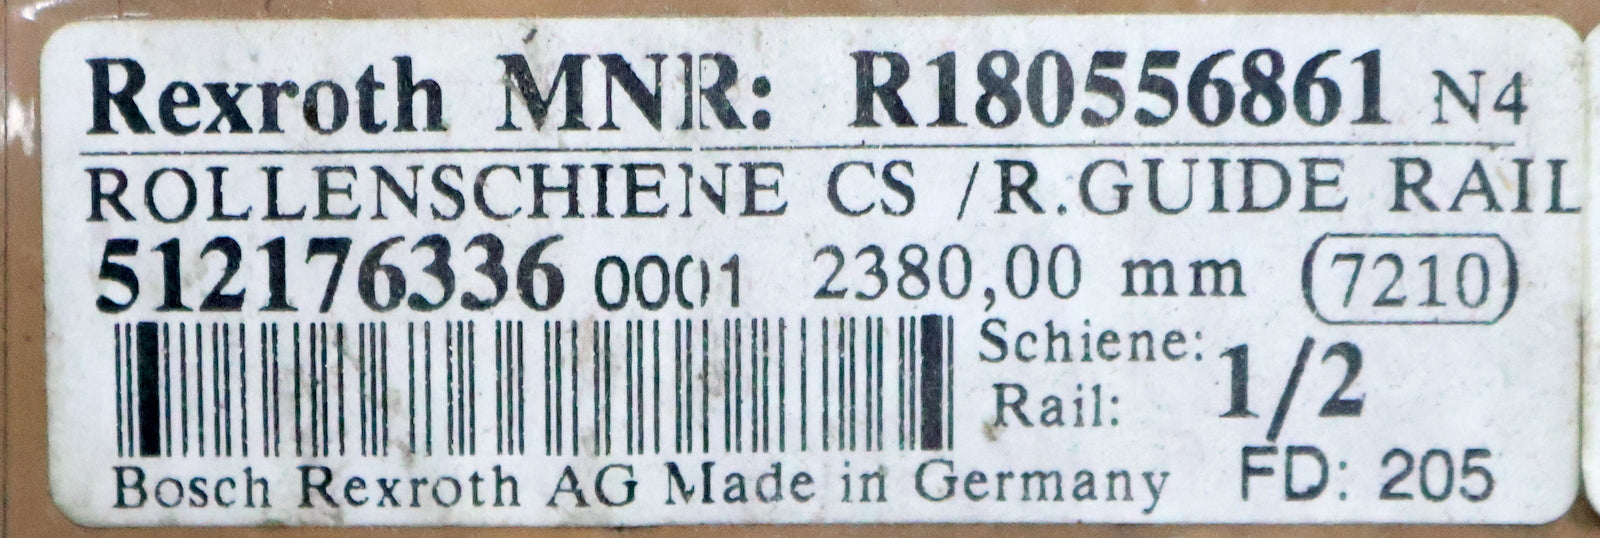 Rexroth MNR: R180556861 N4
ROLLENSCHIENE CS /R.GUIDE RAIL
512176336 0001 2380,00 mm 7210
Schiene: 1/2
Rail:
Bosch Rexroth AG Made in Germany FD: 205